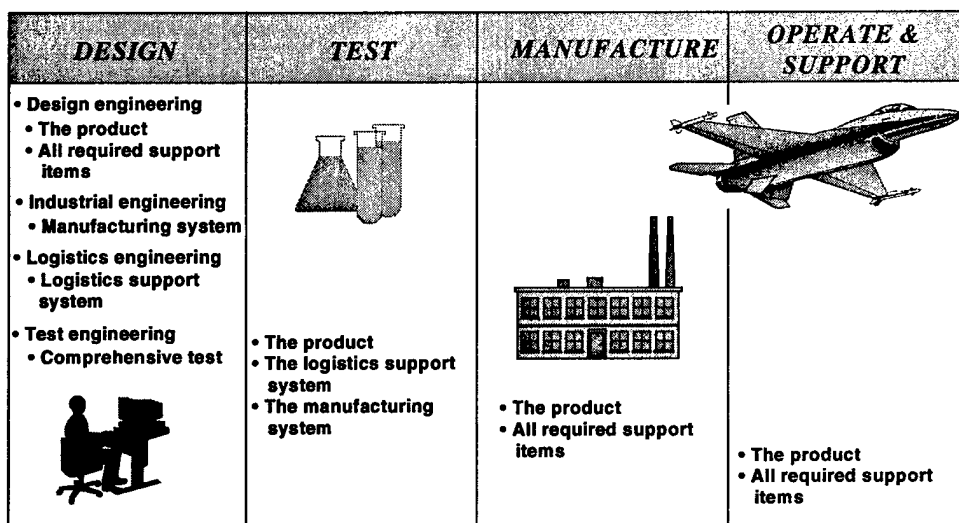 DESIGN
• Design engineering
• The product
• All required support
items
• Industrial engineering
• Manufacturing system
• Logistics engineering
• Logistics support
system
• Test engineering
• Comprehensive test
TEST
• The product
• The logistics support
system
• The manufacturing
system
MANUFACTURE
• The product
• All required support
items
OPERATE &
SUPPORT
• The product
• All required support
items